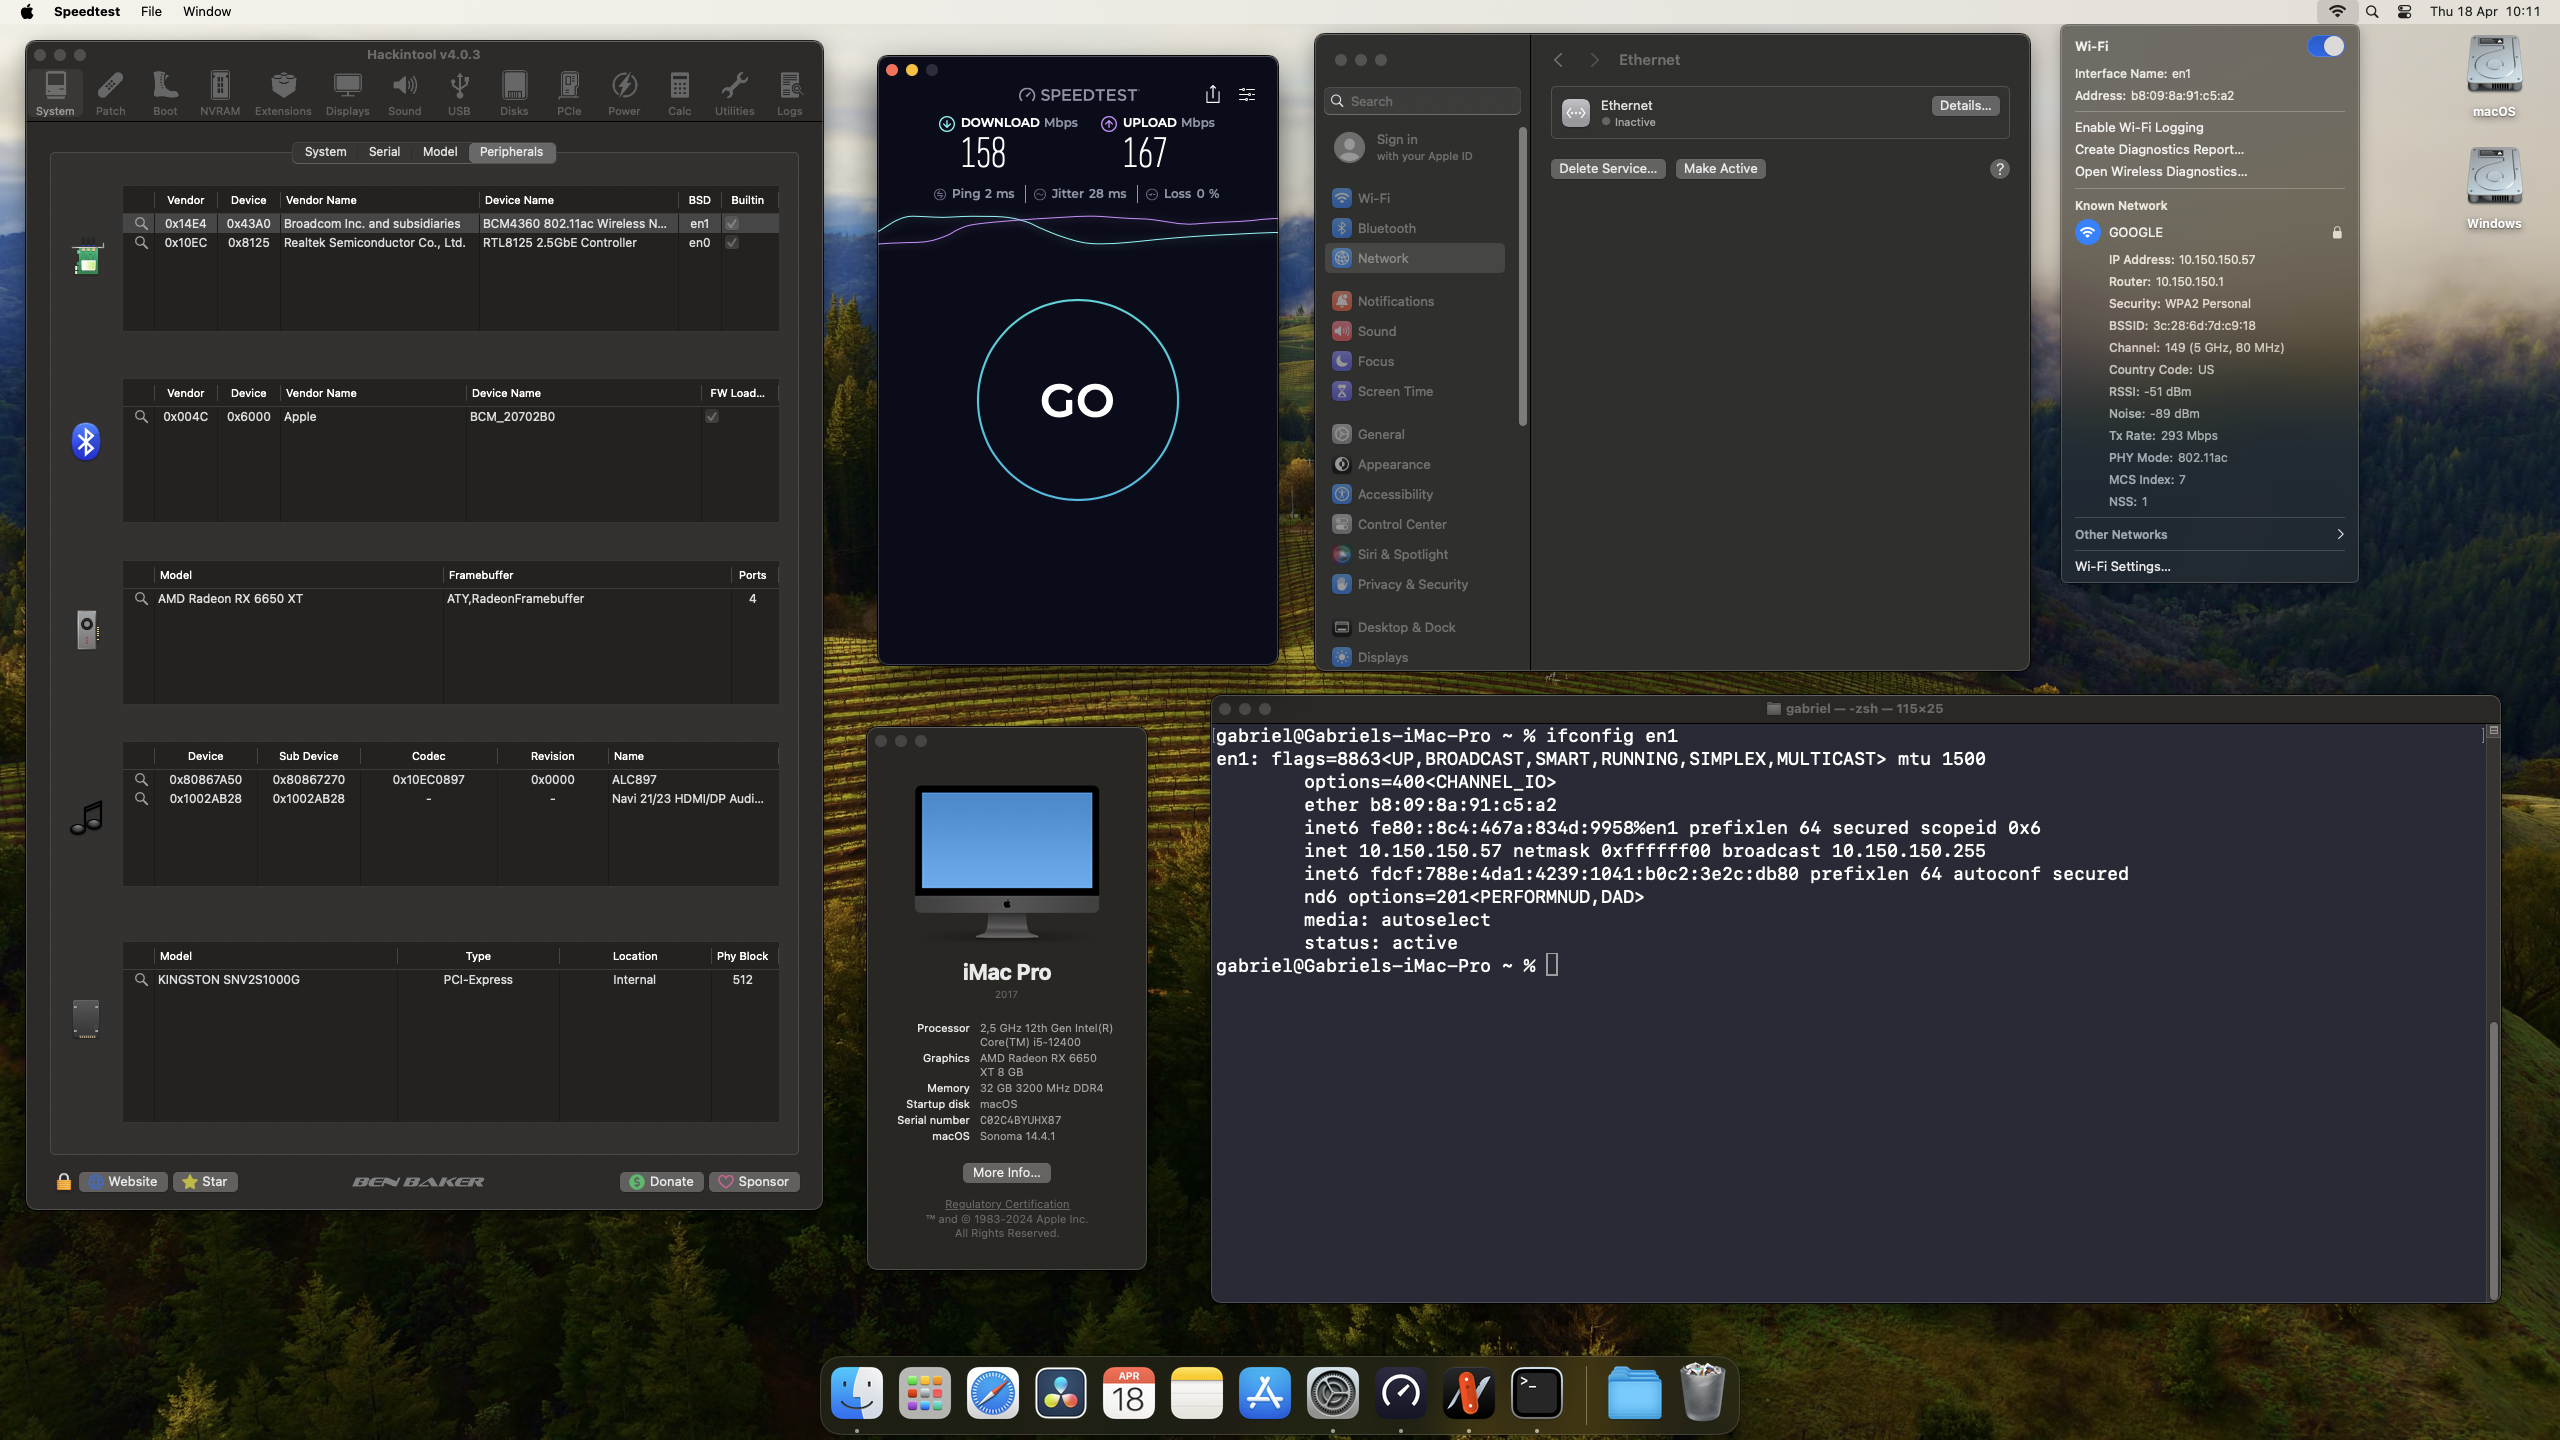 Speedtest File Window
Thu 18 Apr 10:11
Hackintool v4.0.3
System Patch Boot NVRAM Extensions Displays Sound USB Disks PCIe Power Calc Utilities Logs
System Serial Model Peripherals
Vendor Device Vendor Name Device Name BSD Builtin
0x14E4 0x43A0 Broadcom Inc. and subsidiaries BCM4360 802.11ac Wireless N... en1
0x10EC 0x8125 Realtek Semiconductor Co., Ltd. RTL8125 2.5GbE Controller en0
Vendor Device Vendor Name Device Name FW Load...
0x004C 0x6000 Apple BCM_20702B0
Model Framebuffer Ports
AMD Radeon RX 6650 XT ATY,RadeonFramebuffer 4
Device Sub Device Codec Revision Name
0x80867A50 0x80867270 0x10EC0897 0x0000 ALC897
0x1002AB28 0x1002AB28 - - Navi 21/23 HDMI/DP Audi...
Model Type Location Phy Block
KINGSTON SNV2S1000G PCI-Express Internal 512
Website Star BEN BAKER Donate Sponsor
SPEEDTEST
DOWNLOAD Mbps UPLOAD Mbps
158 167
Ping 2 ms Jitter 28 ms Loss 0 %
GO
iMac Pro
2017
Processor 2,5 GHz 12th Gen Intel(R)
Core(TM) i5-12400
Graphics AMD Radeon RX 6650
XT 8 GB
Memory 32 GB 3200 MHz DDR4
Startup disk macOS
Serial number C02C4BYUHX87
macOS Sonoma 14.4.1
More Info...
Regulatory Certification
™ and © 1983-2024 Apple Inc.
All Rights Reserved.
Search
Sign in
with your Apple ID
Wi-Fi
Bluetooth
Network
Notifications
Sound
Focus
Screen Time
General
Appearance
Accessibility
Control Center
Siri & Spotlight
Privacy & Security
Desktop & Dock
Displays
Ethernet
Ethernet
Inactive
Details...
Delete Service... Make Active ?
gabriel — -zsh — 115×25
gabriel@Gabriels-iMac-Pro ~ % ifconfig en1
en1: flags=8863<UP,BROADCAST,SMART,RUNNING,SIMPLEX,MULTICAST> mtu 1500
options=400<CHANNEL_IO>
ether b8:09:8a:91:c5:a2
inet6 fe80::8c4:467a:834d:9958%en1 prefixlen 64 secured scopeid 0x6
inet 10.150.150.57 netmask 0xffffff00 broadcast 10.150.150.255
inet6 fdcf:788e:4da1:4239:1041:b0c2:3e2c:db80 prefixlen 64 autoconf secured
nd6 options=201<PERFORMNUD,DAD>
media: autoselect
status: active
gabriel@Gabriels-iMac-Pro ~ %
Wi-Fi
Interface Name: en1
Address: b8:09:8a:91:c5:a2
Enable Wi-Fi Logging
Create Diagnostics Report...
Open Wireless Diagnostics...
Known Network
GOOGLE
IP Address: 10.150.150.57
Router: 10.150.150.1
Security: WPA2 Personal
BSSID: 3c:28:6d:7d:c9:18
Channel: 149 (5 GHz, 80 MHz)
Country Code: US
RSSI: -51 dBm
Noise: -89 dBm
Tx Rate: 293 Mbps
PHY Mode: 802.11ac
MCS Index: 7
NSS: 1
Other Networks
Wi-Fi Settings...
macOS
Windows
APR
18
>_